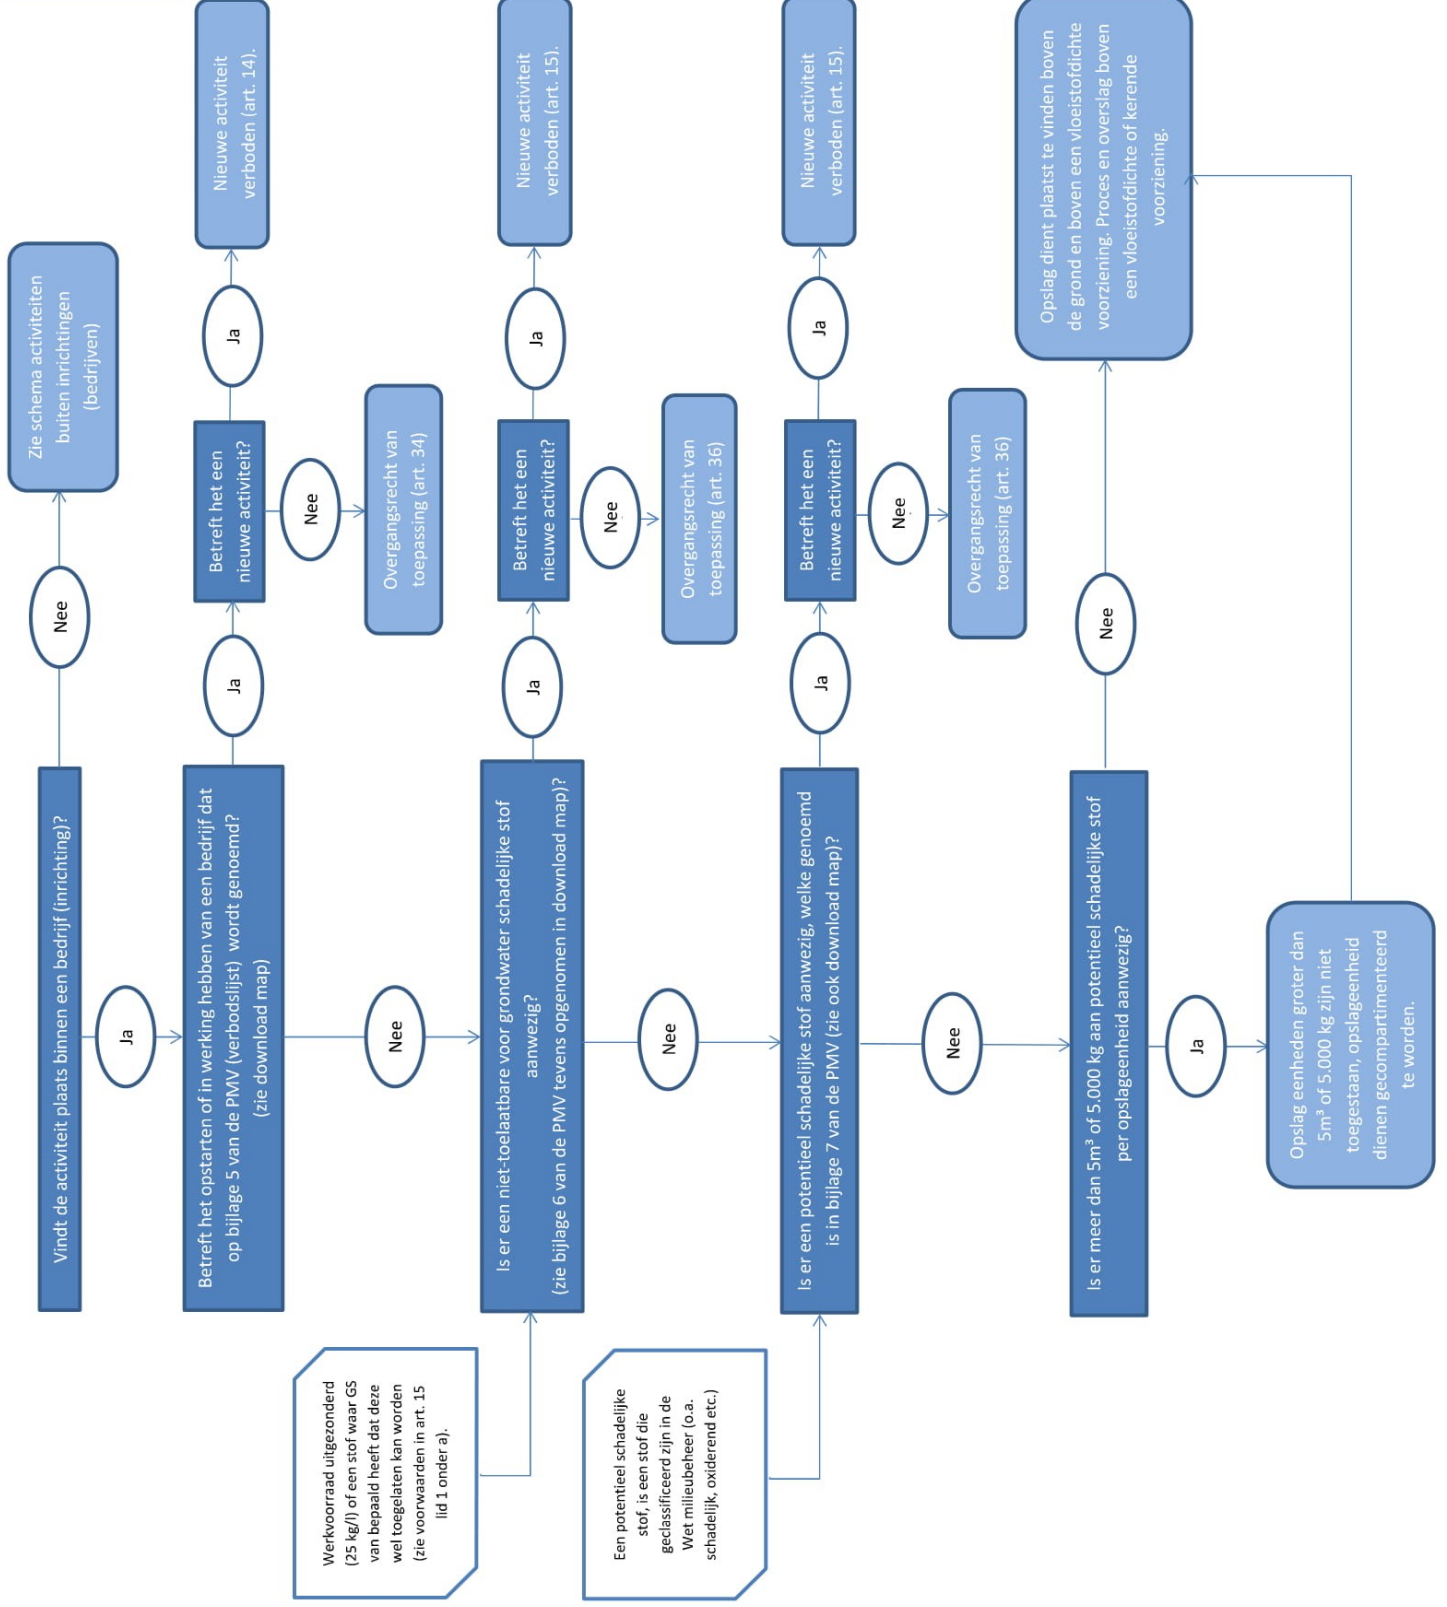 Vindt de activiteit plaats binnen een bedrijf (inrichting)?
Nee
Zie schema activiteiten
buiten inrichtingen
(bedrijven)
Ja
Betreft het opstarten of in werking hebben van een bedrijf dat
op bijlage 5 van de PMV (verbodslijst) wordt genoemd?
(zie download map)
Ja
Betreft het een
nieuwe activiteit?
Ja
Nieuwe activiteit
verboden (art. 14).
Nee
Overgangsrecht van
toepassing (art. 34)
Nee
Werkvoorraad uitgezonderd
(25 kg/l) of een stof waar GS
van bepaald heeft dat deze
wel toegelaten kan worden
(zie voorwaarden in art. 15
lid 1 onder a).
Is er een niet-toelaatbare voor grondwater schadelijke stof
aanwezig?
(zie bijlage 6 van de PMV tevens opgenomen in download map)?
Ja
Betreft het een
nieuwe activiteit?
Ja
Nieuwe activiteit
verboden (art. 15).
Nee
Overgangsrecht van
toepassing (art. 36)
Nee
Een potentieel schadelijke
stof, is een stof die
geclassificeerd zijn in de
Wet milieubeheer (o.a.
schadelijk, oxiderend etc.)
Is er een potentieel schadelijke stof aanwezig, welke genoemd
is in bijlage 7 van de PMV (zie ook download map)?
Ja
Betreft het een
nieuwe activiteit?
Ja
Nieuwe activiteit
verboden (art. 15).
Nee
Overgangsrecht van
toepassing (art. 36)
Nee
Is er meer dan 5m³ of 5.000 kg aan potentieel schadelijke stof
per opslageenheid aanwezig?
Nee
Opslag dient plaatst te vinden boven
de grond en boven een vloeistofdichte
voorziening. Proces en overslag boven
een vloeistofdichte of kerende
voorziening.
Ja
Opslag eenheden groter dan
5m³ of 5.000 kg zijn niet
toegestaan, opslageenheid
dienen gecompartimenteerd
te worden.